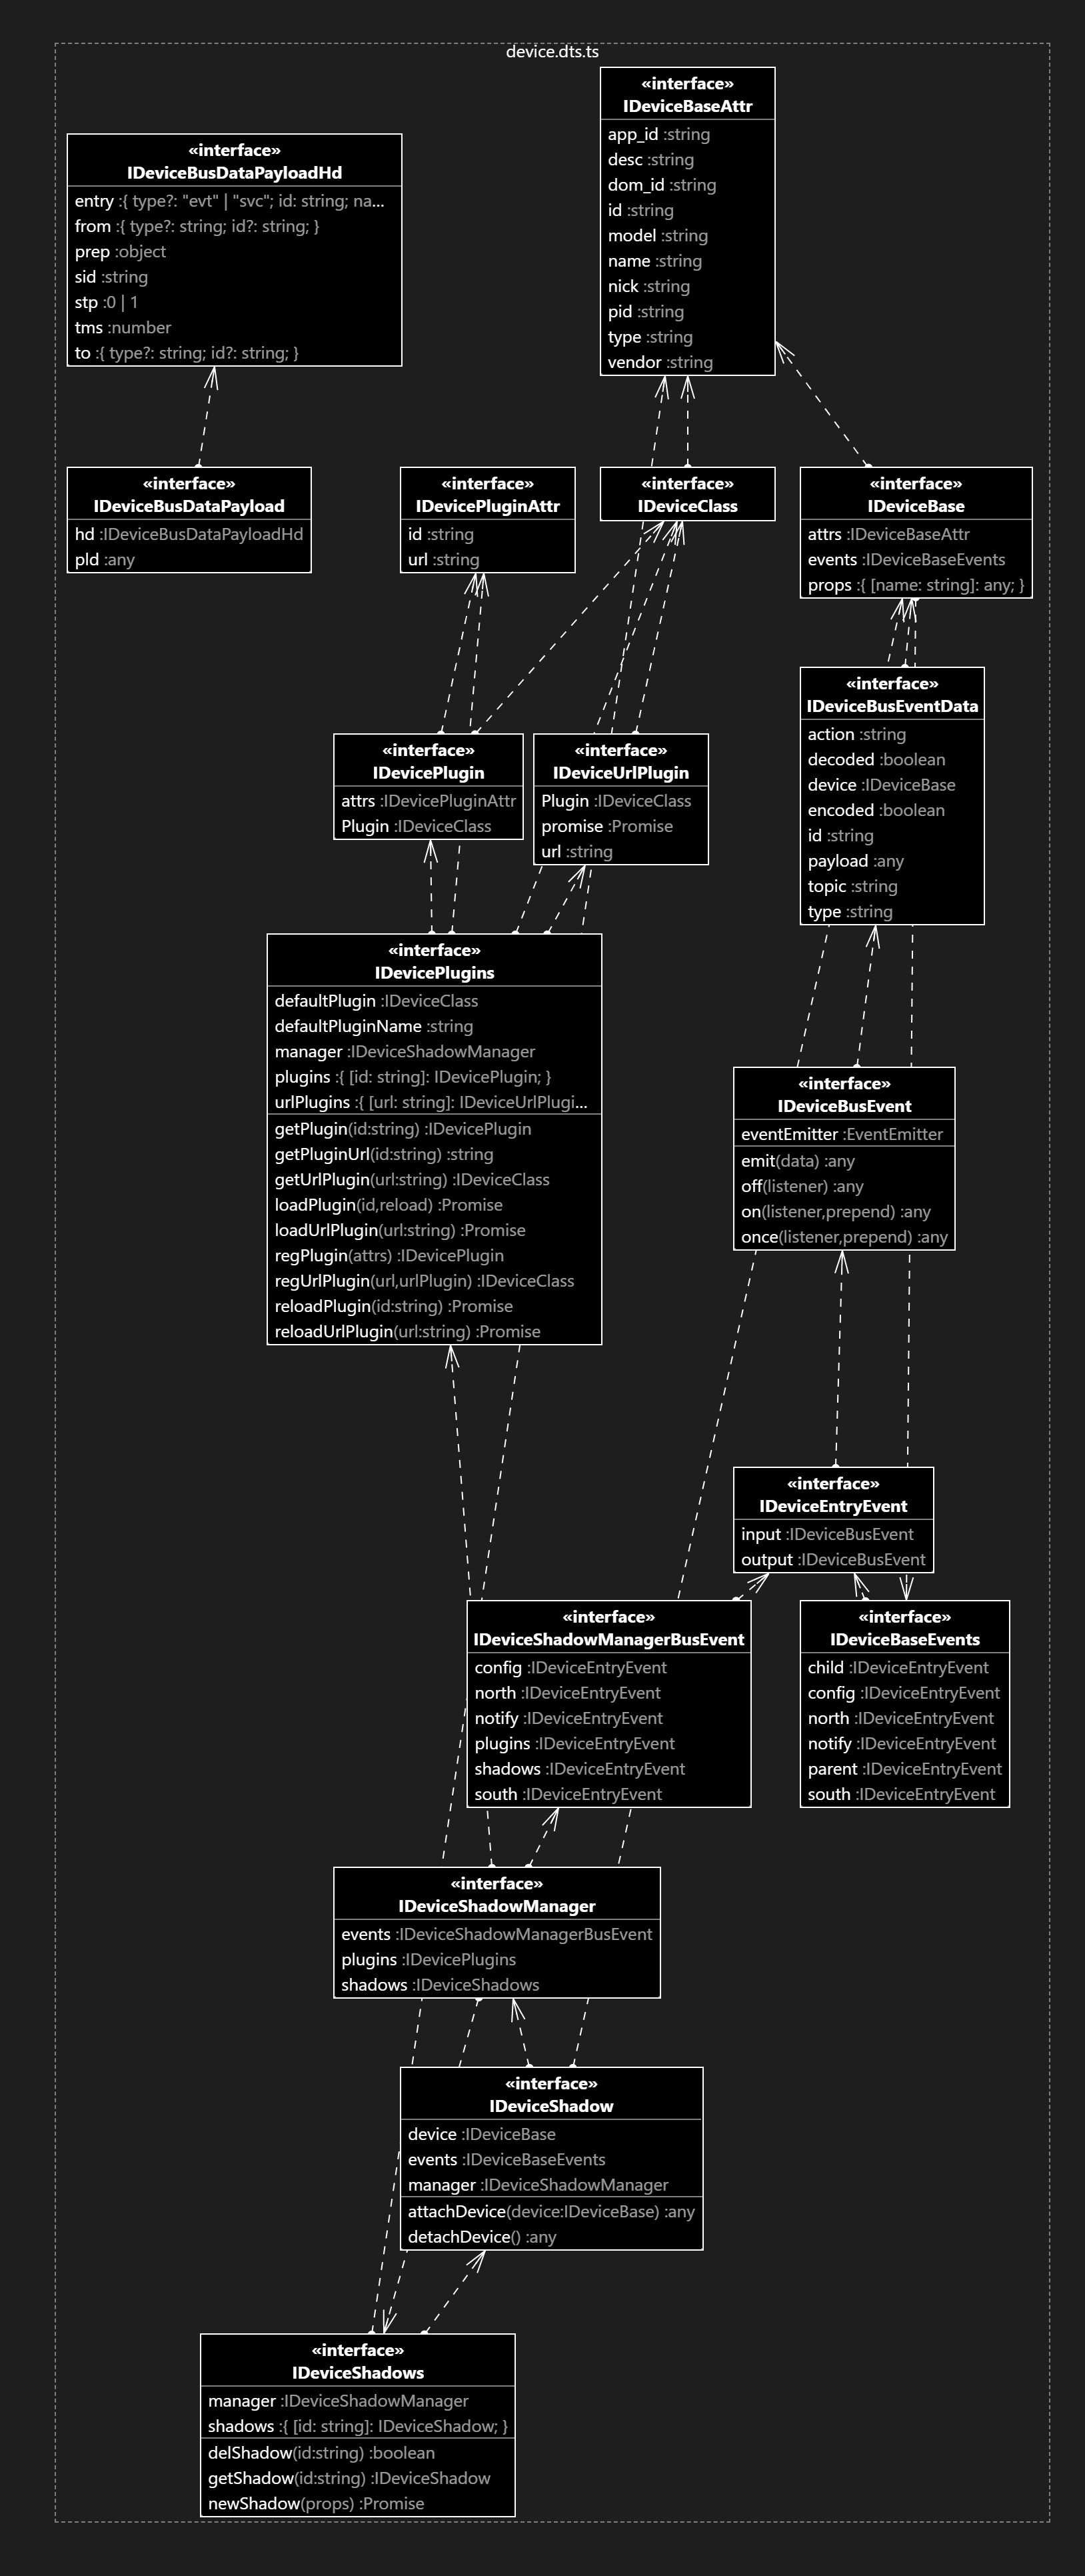 device.dts.ts
«interface»
IDeviceBaseAttr
app_id :string
desc :string
dom_id :string
id :string
model :string
name :string
nick :string
pid :string
type :string
vendor :string
«interface»
IDeviceBusDataPayloadHd
entry :{ type?: "evt" | "svc"; id: string; na...
from :{ type?: string; id?: string; }
prep :object
sid :string
stp :0 | 1
tms :number
to :{ type?: string; id?: string; }
«interface»
IDeviceBusDataPayload
hd :IDeviceBusDataPayloadHd
pld :any
«interface»
IDevicePluginAttr
id :string
url :string
«interface»
IDeviceClass
«interface»
IDeviceBase
attrs :IDeviceBaseAttr
events :IDeviceBaseEvents
props :{ [name: string]: any; }
«interface»
IDeviceBusEventData
action :string
decoded :boolean
device :IDeviceBase
encoded :boolean
id :string
payload :any
topic :string
type :string
«interface»
IDevicePlugin
attrs :IDevicePluginAttr
Plugin :IDeviceClass
«interface»
IDeviceUrlPlugin
Plugin :IDeviceClass
promise :Promise
url :string
«interface»
IDevicePlugins
defaultPlugin :IDeviceClass
defaultPluginName :string
manager :IDeviceShadowManager
plugins :{ [id: string]: IDevicePlugin; }
urlPlugins :{ [url: string]: IDeviceUrlPlugi...
getPlugin(id:string) :IDevicePlugin
getPluginUrl(id:string) :string
getUrlPlugin(url:string) :IDeviceClass
loadPlugin(id,reload) :Promise
loadUrlPlugin(url:string) :Promise
regPlugin(attrs) :IDevicePlugin
regUrlPlugin(url,urlPlugin) :IDeviceClass
reloadPlugin(id:string) :Promise
reloadUrlPlugin(url:string) :Promise
«interface»
IDeviceBusEvent
eventEmitter :EventEmitter
emit(data) :any
off(listener) :any
on(listener,prepend) :any
once(listener,prepend) :any
«interface»
IDeviceEntryEvent
input :IDeviceBusEvent
output :IDeviceBusEvent
«interface»
IDeviceShadowManagerBusEvent
config :IDeviceEntryEvent
north :IDeviceEntryEvent
notify :IDeviceEntryEvent
plugins :IDeviceEntryEvent
shadows :IDeviceEntryEvent
south :IDeviceEntryEvent
«interface»
IDeviceBaseEvents
child :IDeviceEntryEvent
config :IDeviceEntryEvent
north :IDeviceEntryEvent
notify :IDeviceEntryEvent
parent :IDeviceEntryEvent
south :IDeviceEntryEvent
«interface»
IDeviceShadowManager
events :IDeviceShadowManagerBusEvent
plugins :IDevicePlugins
shadows :IDeviceShadows
«interface»
IDeviceShadow
device :IDeviceBase
events :IDeviceBaseEvents
manager :IDeviceShadowManager
attachDevice(device:IDeviceBase) :any
detachDevice() :any
«interface»
IDeviceShadows
manager :IDeviceShadowManager
shadows :{ [id: string]: IDeviceShadow; }
delShadow(id:string) :boolean
getShadow(id:string) :IDeviceShadow
newShadow(props) :Promise